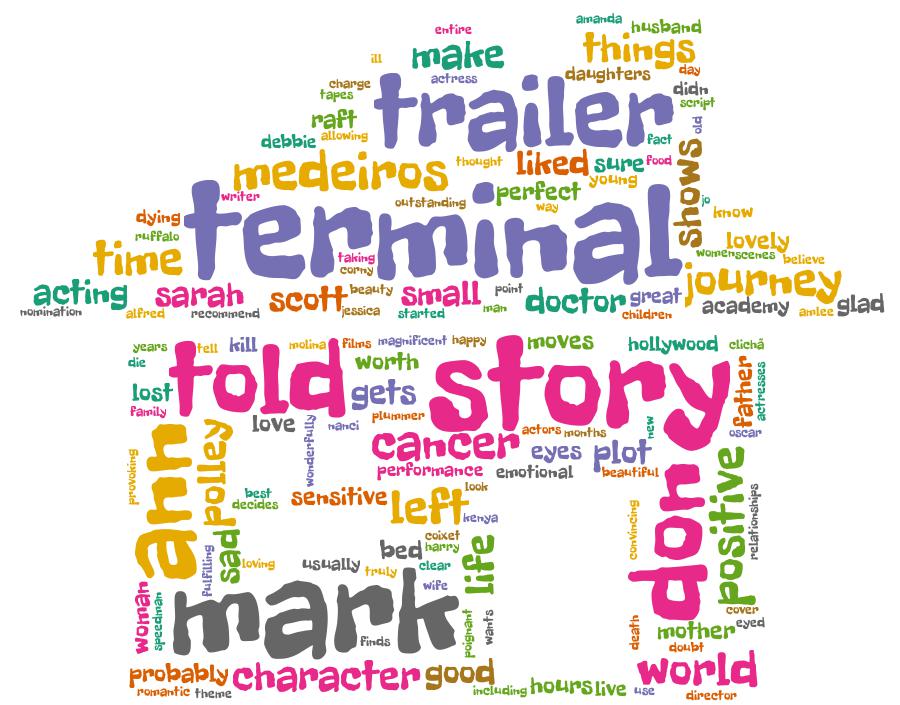 amanda
entire
husband
ill
make
things
actress
daughters
day
charge
trailer
didn
tapes
script
raft
old
debbie
allowing
fact
medeiros
thought
liked
sure
food
shows
young
writer
terminal
perfect
outstanding
way
jo
know
dying
ruffalo
time
taking
corny
lovely
womenscenes
believe
acting
sarah
scott
beauty
small
point
doctor
great
journey
nomination
alfred
recommend
jessica
started
man
children
academy
amlee
glad
years
tell
kill
molina
films
magnificent
happy
moves
hollywood
clichã
die
told
worth
story
father
actresses
lost
gets
family
love
nanci
plummer
new
oscar
ann
polley
wonderfully
cancer
actors
months
eyes
plot
performance
emotional
beautiful
provoking
best
decides
sensitive
left
look
kenya
dony
positive
relationships
convincing
sad
fulfilling
loving
usually
bed
coixet
harry
life
truly
clear
woman
speedman
mark
wife
finds
poignant
wants
death
cover
eyed
mother
doubt
probably
character
good
world
romantic
theme
including
hours
live
use
director